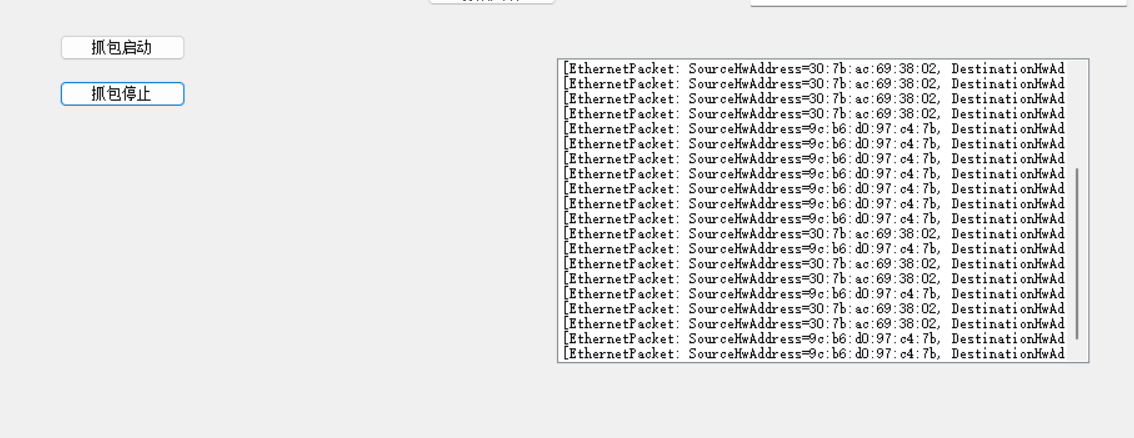 抓包启动
抓包停止
[EthernetPacket: SourceHwAddress=30:7b:ac:69:38:02, DestinationHwAd
[EthernetPacket: SourceHwAddress=30:7b:ac:69:38:02, DestinationHwAd
[EthernetPacket: SourceHwAddress=30:7b:ac:69:38:02, DestinationHwAd
[EthernetPacket: SourceHwAddress=30:7b:ac:69:38:02, DestinationHwAd
[EthernetPacket: SourceHwAddress=9c:b6:d0:97:c4:7b, DestinationHwAd
[EthernetPacket: SourceHwAddress=9c:b6:d0:97:c4:7b, DestinationHwAd
[EthernetPacket: SourceHwAddress=9c:b6:d0:97:c4:7b, DestinationHwAd
[EthernetPacket: SourceHwAddress=9c:b6:d0:97:c4:7b, DestinationHwAd
[EthernetPacket: SourceHwAddress=9c:b6:d0:97:c4:7b, DestinationHwAd
[EthernetPacket: SourceHwAddress=9c:b6:d0:97:c4:7b, DestinationHwAd
[EthernetPacket: SourceHwAddress=9c:b6:d0:97:c4:7b, DestinationHwAd
[EthernetPacket: SourceHwAddress=30:7b:ac:69:38:02, DestinationHwAd
[EthernetPacket: SourceHwAddress=9c:b6:d0:97:c4:7b, DestinationHwAd
[EthernetPacket: SourceHwAddress=30:7b:ac:69:38:02, DestinationHwAd
[EthernetPacket: SourceHwAddress=30:7b:ac:69:38:02, DestinationHwAd
[EthernetPacket: SourceHwAddress=9c:b6:d0:97:c4:7b, DestinationHwAd
[EthernetPacket: SourceHwAddress=30:7b:ac:69:38:02, DestinationHwAd
[EthernetPacket: SourceHwAddress=30:7b:ac:69:38:02, DestinationHwAd
[EthernetPacket: SourceHwAddress=9c:b6:d0:97:c4:7b, DestinationHwAd
[EthernetPacket: SourceHwAddress=9c:b6:d0:97:c4:7b, DestinationHwAd